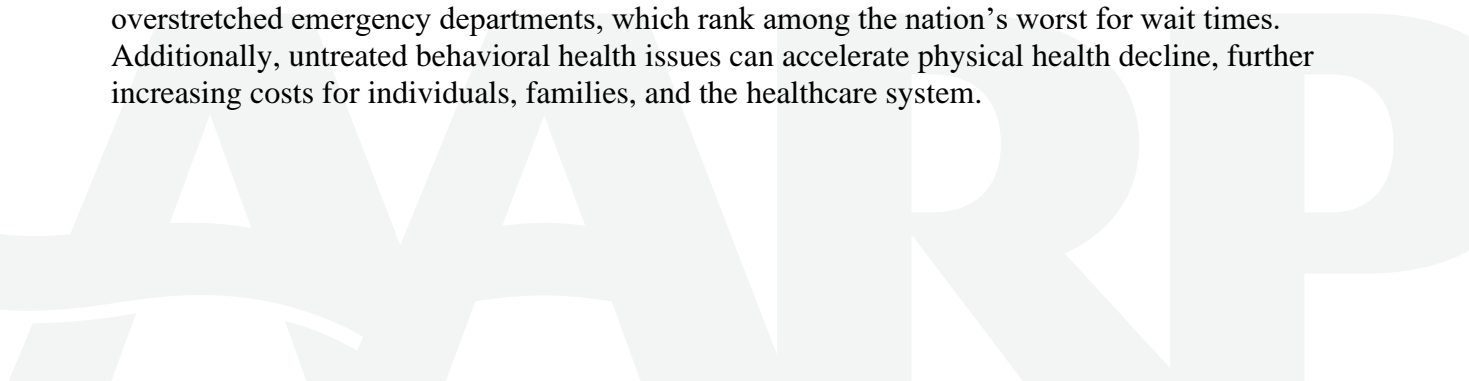 overstretched emergency departments, which rank among the nation’s worst for wait times.
Additionally, untreated behavioral health issues can accelerate physical health decline, further
increasing costs for individuals, families, and the healthcare system.
AARP